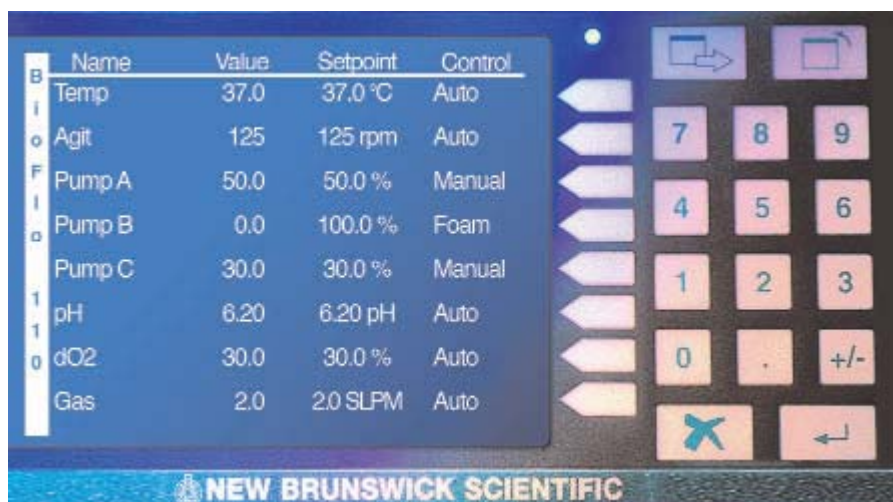 Name Value Setpoint Control
Temp 37.0 37.0 °C Auto
Agit 125 125 rpm Auto
Pump A 50.0 50.0 % Manual
Pump B 0.0 100.0 % Foam
Pump C 30.0 30.0 % Manual
pH 6.20 6.20 pH Auto
dO2 30.0 30.0 % Auto
Gas 2.0 2.0 SLPM Auto
BioFlo 110
7 8 9
4 5 6
1 2 3
0 . +/-
NEW BRUNSWICK SCIENTIFIC